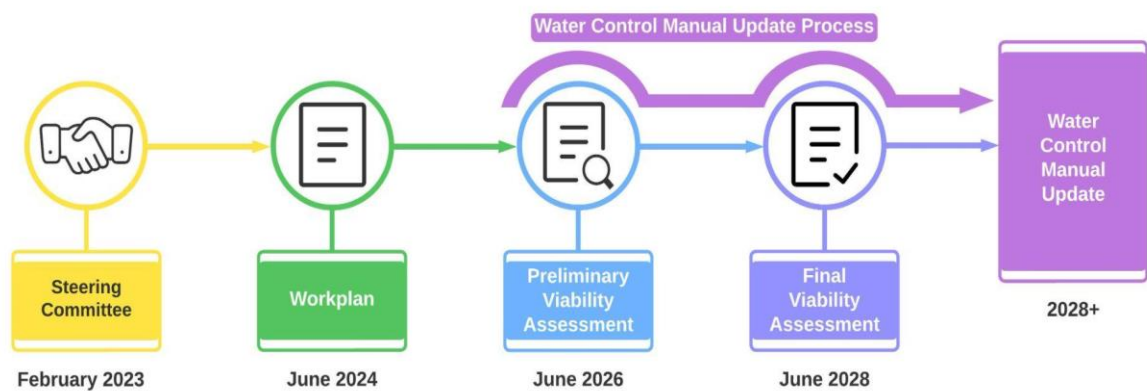 Water Control Manual Update Process
Water
Control
Manual
Update
2028+
Steering
Committee
February 2023
Workplan
June 2024
Preliminary
Viability
Assessment
June 2026
Final
Viability
Assessment
June 2028